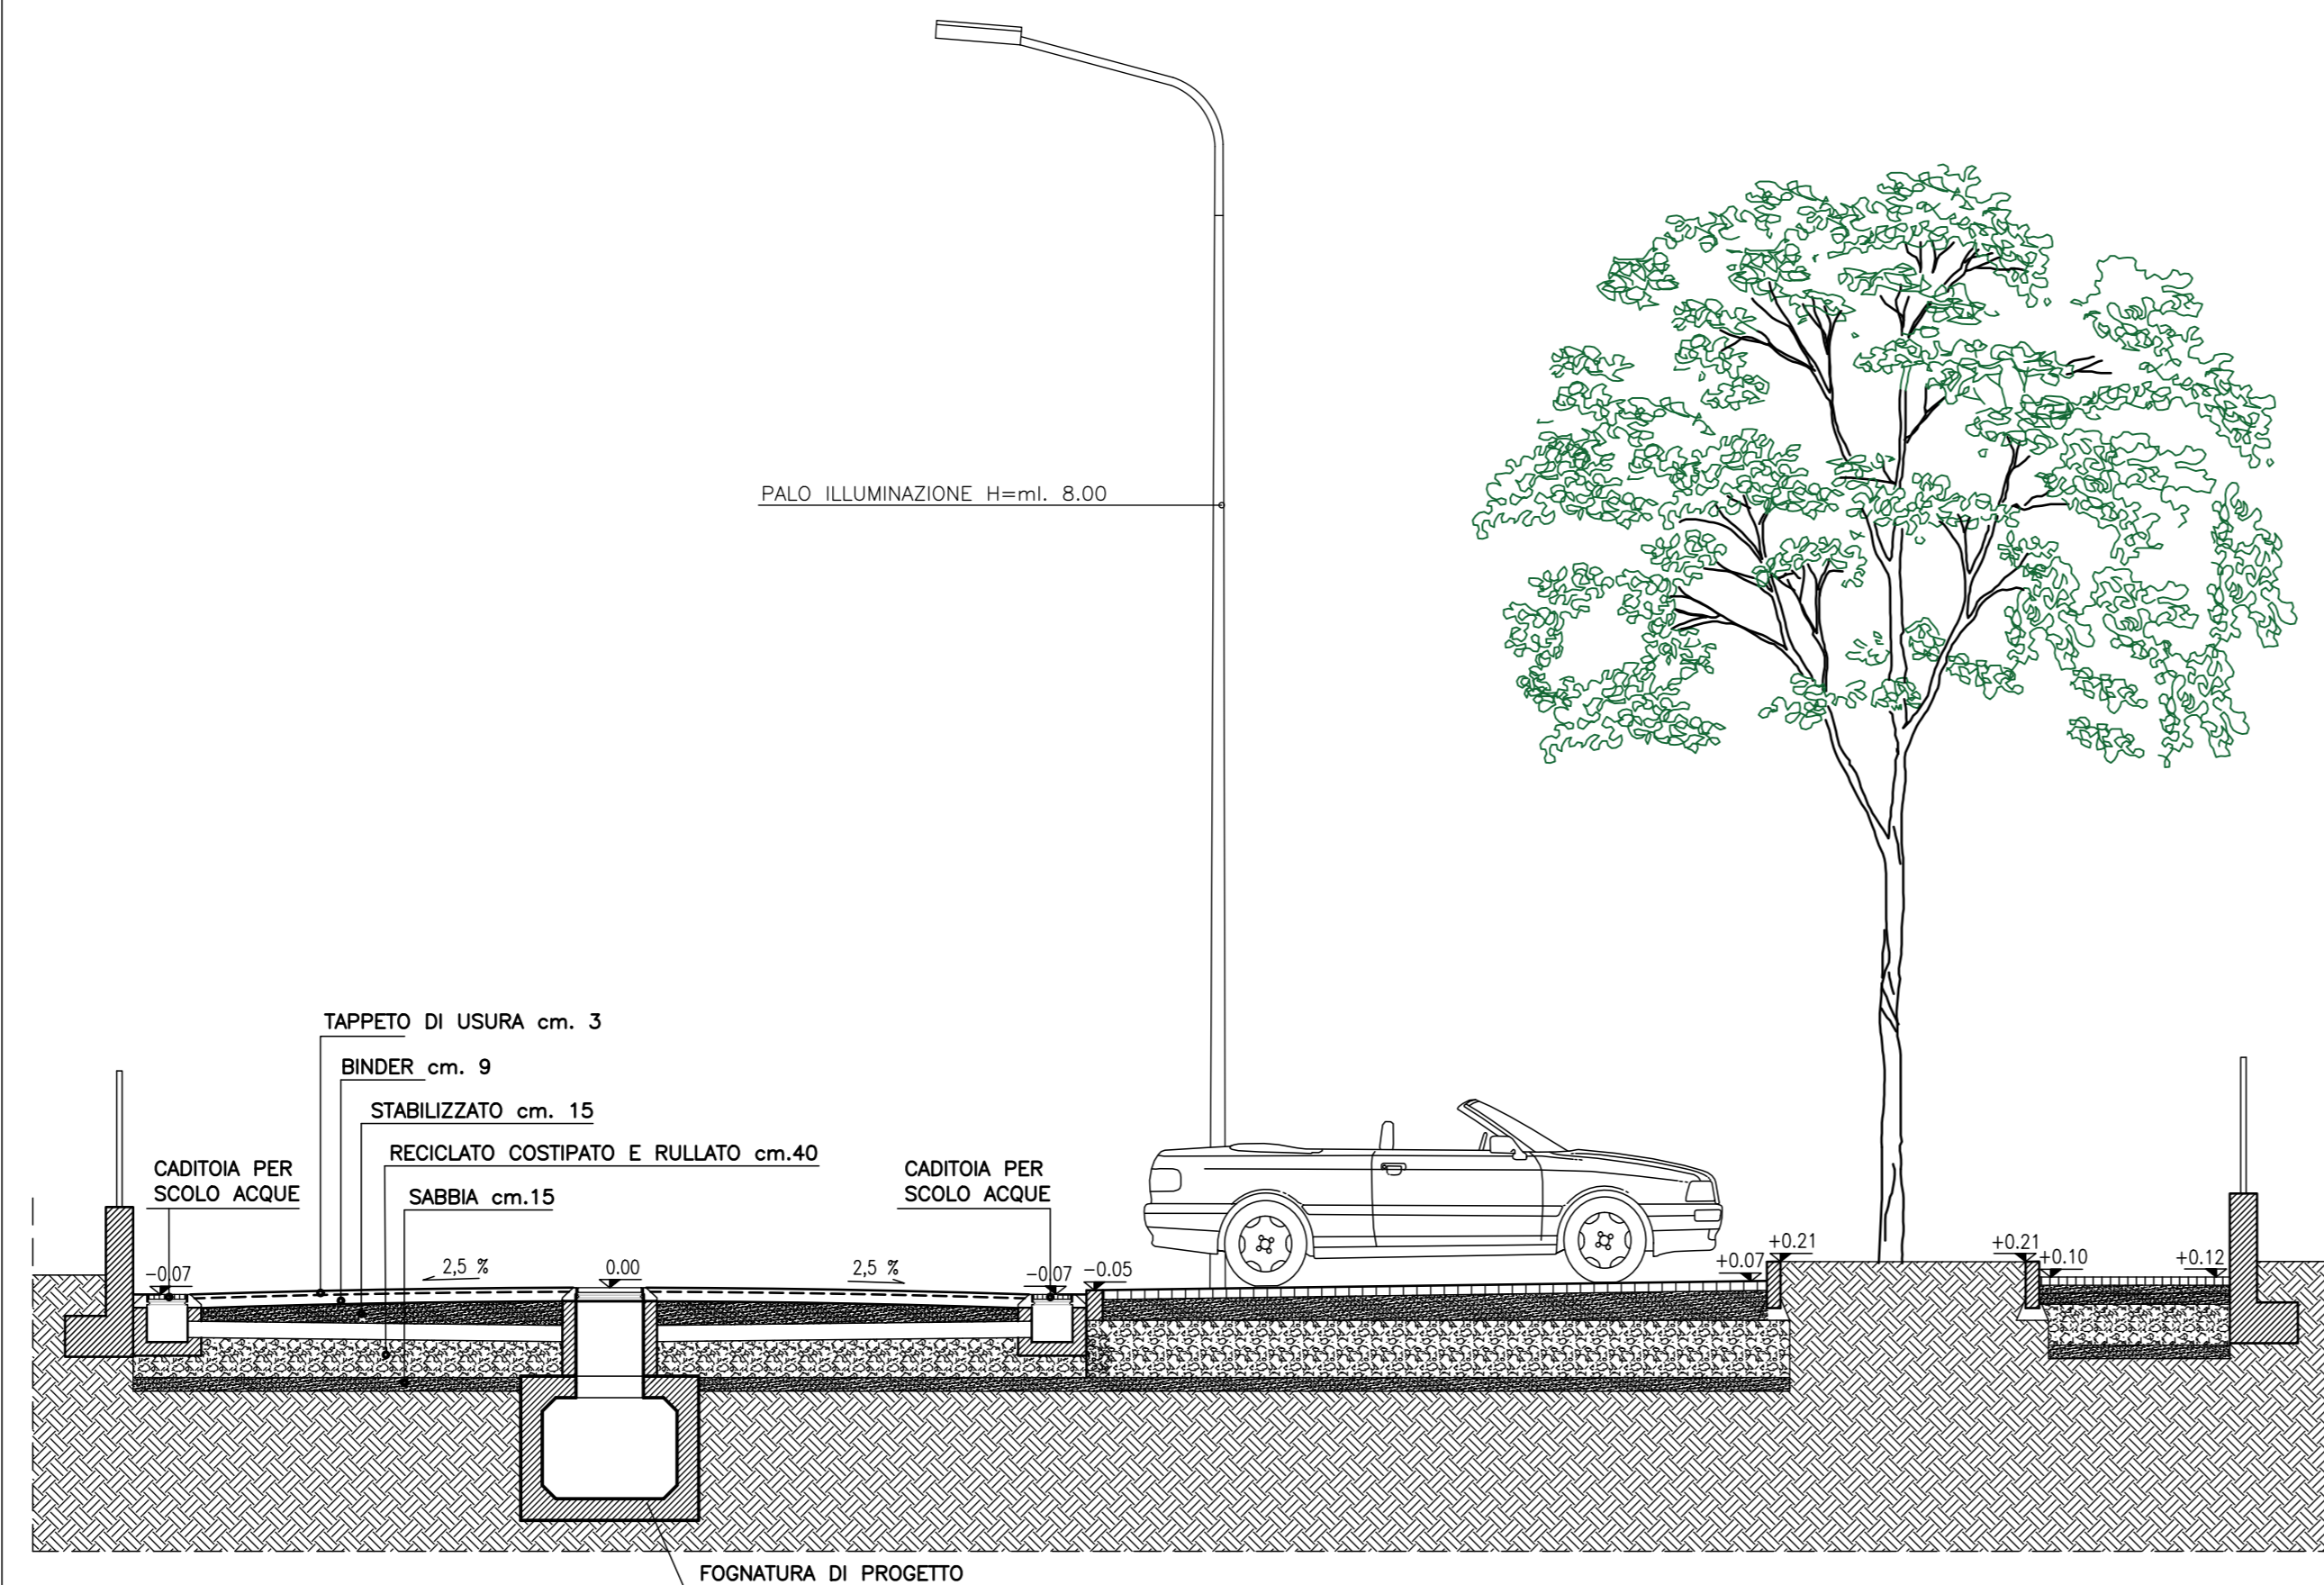 PALO ILLUMINAZIONE H=ml. 8.00
TAPPETO DI USURA cm. 3
BINDER cm. 9
STABILIZZATO cm. 15
RECICLATO COSTIPATO E RULLATO cm.40
SABBIA cm.15
CADITOIA PER
SCOLO ACQUE
CADITOIA PER
SCOLO ACQUE
-0.07
2,5 %
0.00
2,5 %
-0.07
-0.05
+0.07
+0.21
+0.21
+0.10
+0.12
FOGNATURA DI PROGETTO